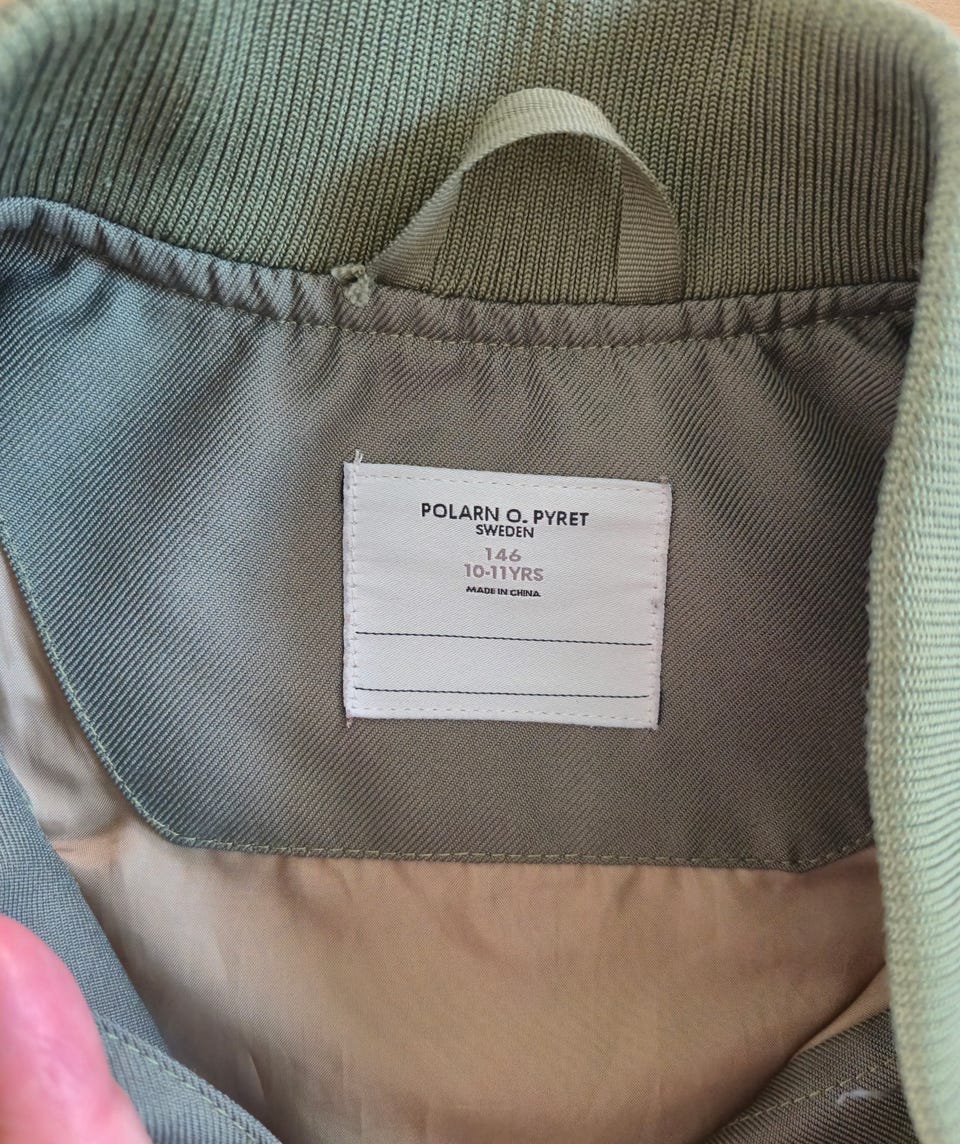 POLARN O. PYRET
SWEDEN
146
10-11YRS
MADE IN CHINA